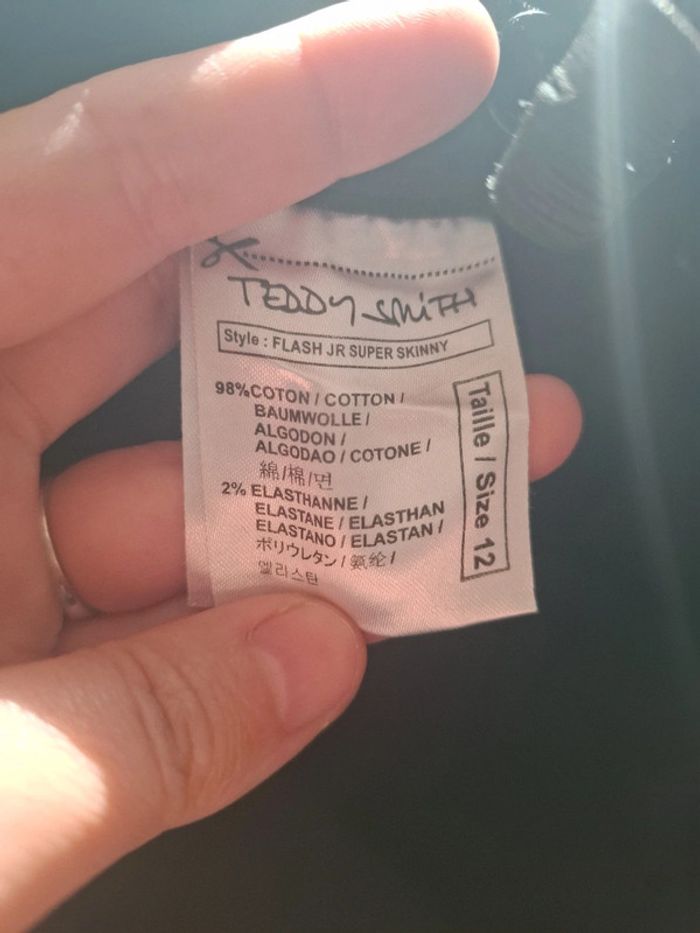 TEDDY SMITH
Style : FLASH JR SUPER SKINNY
98%COTON / COTTON /
BAUMWOLLE /
ALGODON /
ALGODAO / COTONE /
綿/棉/면
2% ELASTHANNE /
ELASTANE / ELASTHAN
ELASTANO / ELASTAN /
ポリウレタン / 氨纶 /
엘라스탄
Taille / Size 12